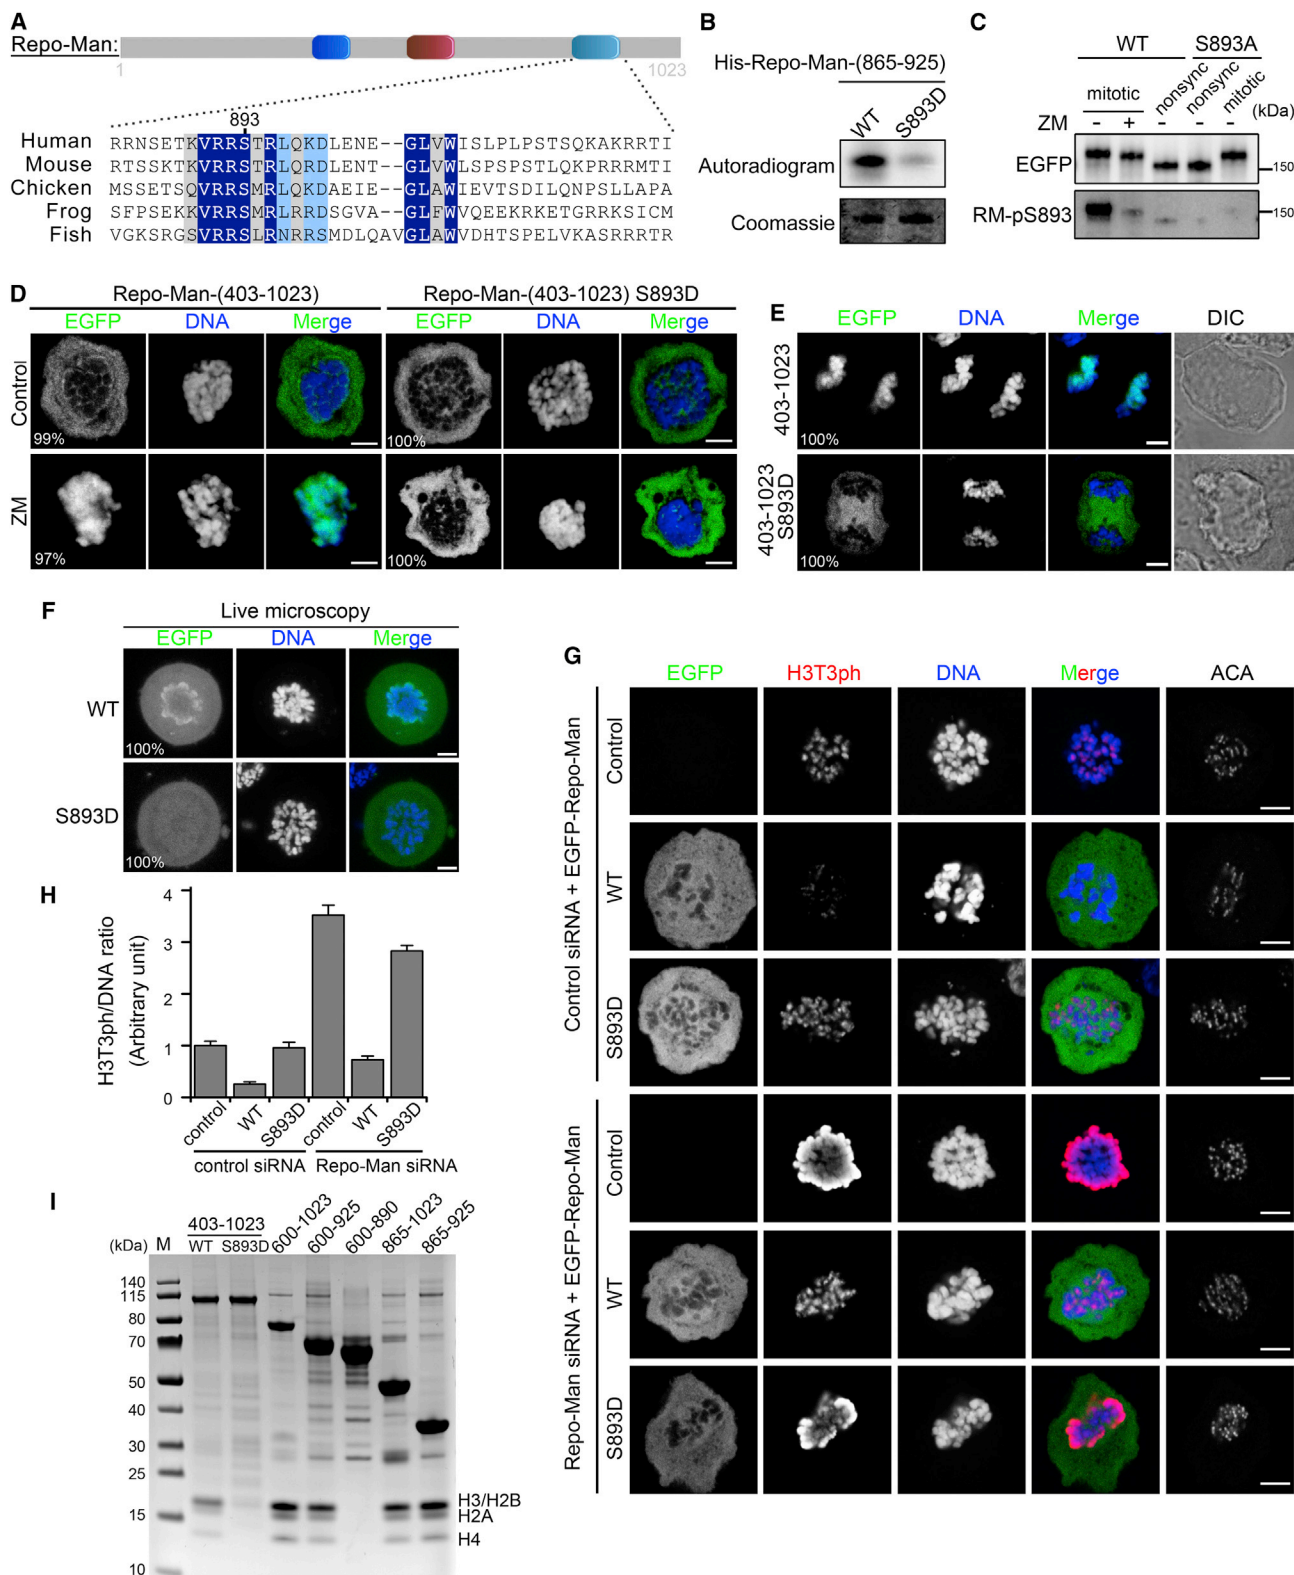 A
Repo-Man:
1
1023
893
Human RRNSETKVRRSTRLQKDLENE--GLVWISLPLPSTSQKAKRRTI
Mouse RTSSKTKVRRSTRLQKDLENE--GLVWLSPSPSTSQKAKRRTI
Chicken MSSETSQVRRSMRLQKDAEIE--GLAWIEVTSDILQNPSLLAPA
Frog SFPSEKKVRRSMRLRRDSGVA--GLFWVQEEKRKETGRRKSICM
Fish VGKSRGSVRRSLRNRRSMDLQAVGLAWVDHTSPELVKASRRRTR
B
His-Repo-Man-(865-925)
WT S893D
Autoradiogram
Coomassie
C
WT S893A
mitotic nonsync nonsync mitotic (kDa)
ZM - + - - -
EGFP 150
RM-pS893 150
D
Repo-Man-(403-1023) Repo-Man-(403-1023) S893D
EGFP DNA Merge EGFP DNA Merge
Control
99% 100%
ZM
97% 100%
E
EGFP DNA Merge DIC
403-1023
100%
403-1023 S893D
100%
F
Live microscopy
EGFP DNA Merge
WT
100%
S893D
100%
G
EGFP H3T3ph DNA Merge ACA
Control siRNA + EGFP-Repo-Man
Control
WT
S893D
Repo-Man siRNA + EGFP-Repo-Man
Control
WT
S893D
H
H3T3ph/DNA ratio
(Arbitrary unit)
4
3
2
1
0
control WT S893D control WT S893D
control siRNA Repo-Man siRNA
I
403-1023 600-1023 600-925 600-890 865-1023 865-925
(kDa) M WT S893D
140
115
80
70
50
40
30
25
15
10
H3/H2B
H2A
H4